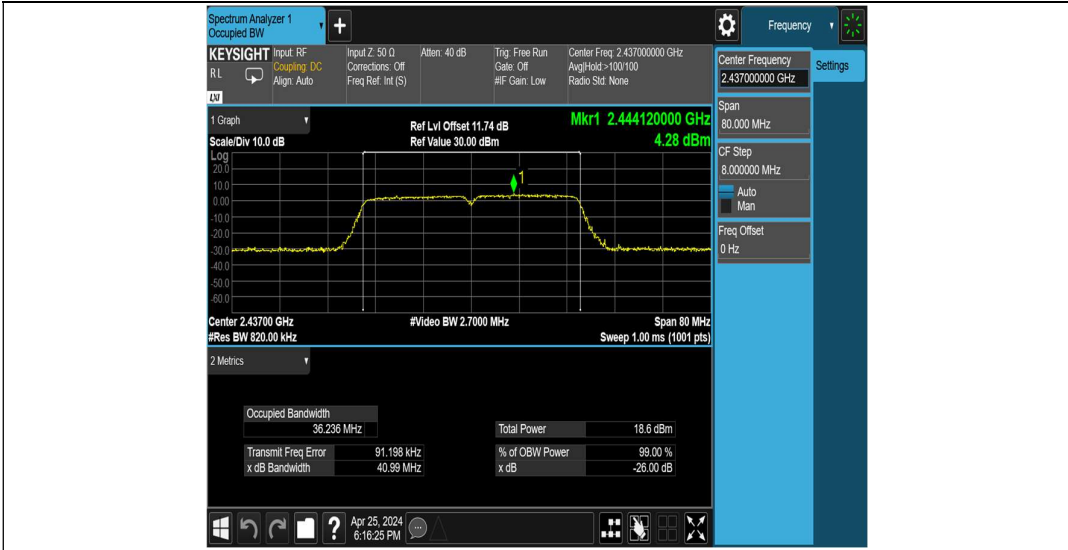 Spectrum Analyzer 1
Occupied BW
Frequency
KEYSIGHT
RL
LXI
Input: RF
Coupling: DC
Align: Auto
Input Z: 50 Ω
Corrections: Off
Freq Ref: Int (S)
Atten: 40 dB
Trig: Free Run
Gate: Off
#IF Gain: Low
Center Freq: 2.437000000 GHz
Avg|Hold:>100/100
Radio Std: None
Center Frequency
2.437000000 GHz
Settings
Span
80.000 MHz
CF Step
8.000000 MHz
Auto
Man
Freq Offset
0 Hz
1 Graph
Scale/Div 10.0 dB
Ref Lvl Offset 11.74 dB
Ref Value 30.00 dBm
Mkr1 2.444120000 GHz
4.28 dBm
Log
20.0
10.0
0.00
-10.0
-20.0
-30.0
-40.0
-50.0
-60.0
1
Center 2.43700 GHz
#Res BW 820.00 kHz
#Video BW 2.7000 MHz
Span 80 MHz
Sweep 1.00 ms (1001 pts)
2 Metrics
Occupied Bandwidth
36.236 MHz
Total Power 18.6 dBm
Transmit Freq Error 91.198 kHz
% of OBW Power 99.00 %
x dB Bandwidth 40.99 MHz
x dB -26.00 dB
?
Apr 25, 2024
6:16:25 PM